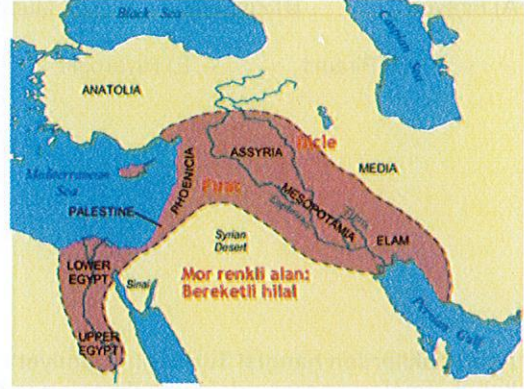 Black Sea
Caspian Sea
ANATOLIA
Dicle
ASSYRIA
MEDIA
Mediterranean
Sea
PHOENICIA
Fırat
MESOPOTAMIA
Tigris
Euphrates
PALESTINE
ELAM
Syrian
Desert
LOWER
EGYPT
Sinai
Mor renkli alan:
Bereketli hilal
Persian Gulf
UPPER
EGYPT